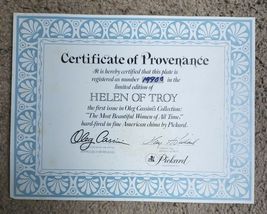 Certificate of Provenance
It is hereby certified that this plate is
registered as number
in the
limited edition of
HELEN OF TROY
the first issue in Oleg Cassini's Collection:
"The Most Beautiful Women of All Time,"
hard-fired in fine American china by Pickard.
Oleg Cassini
Pickard